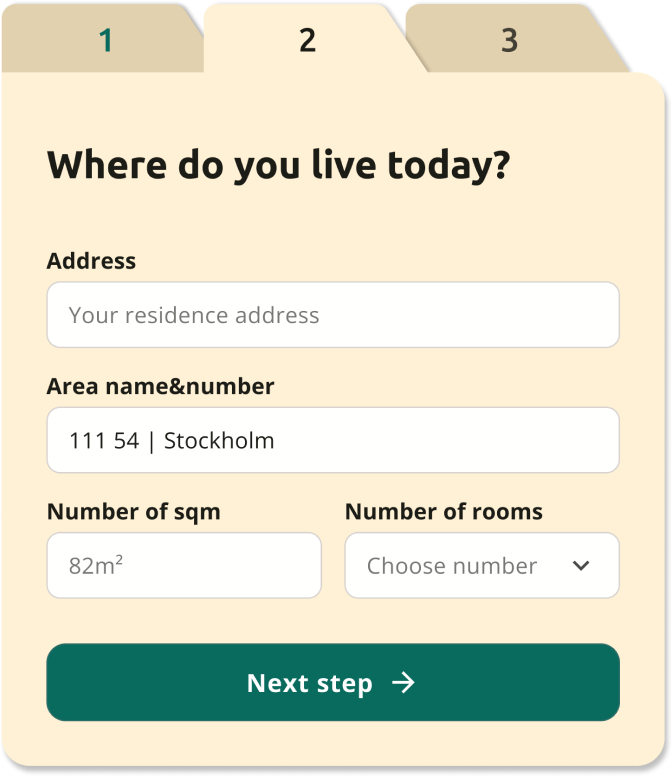 1 2 3
Where do you live today?
Address
Your residence address
Area name&number
111 54 | Stockholm
Number of sqm Number of rooms
82m² Choose number
Next step →